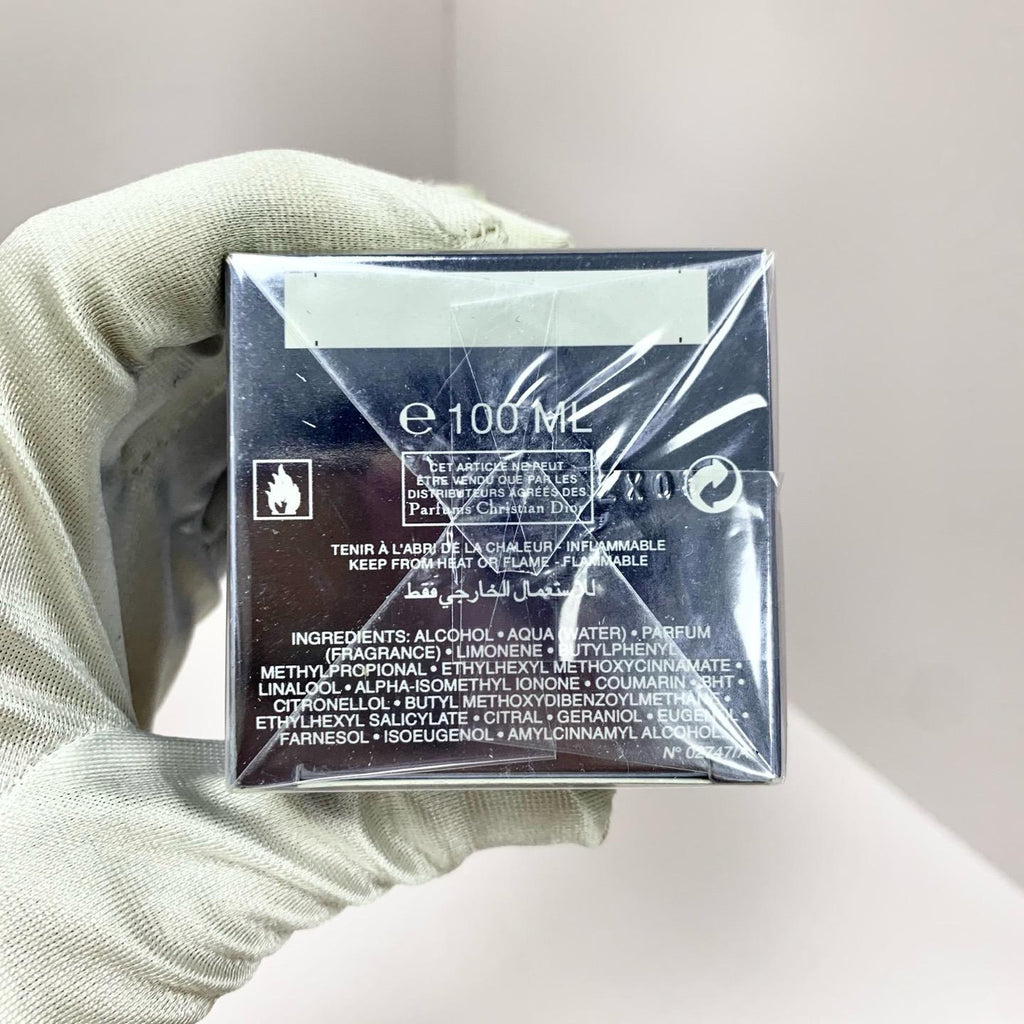 ℮ 100 ML
CET ARTICLE NE PEUT
ÊTRE VENDU QUE PAR LES
DISTRIBUTEURS AGRÉÉS DES
Parfums Christian Dior
TENIR À L'ABRI DE LA CHALEUR - INFLAMMABLE
KEEP FROM HEAT OR FLAME - FLAMMABLE
للاستعمال الخارجي فقط
INGREDIENTS: ALCOHOL • AQUA (WATER) • PARFUM
(FRAGRANCE) • LIMONENE • BUTYLPHENYL
METHYLPROPIONAL • ETHYLHEXYL METHOXYCINNAMATE •
LINALOOL • ALPHA-ISOMETHYL IONONE • COUMARIN • BHT •
CITRONELLOL • BUTYL METHOXYDIBENZOYLMETHANE •
ETHYLHEXYL SALICYLATE • CITRAL • GERANIOL • EUGENOL •
FARNESOL • ISOEUGENOL • AMYLCINNAMYL ALCOHOL
N° 02747/A